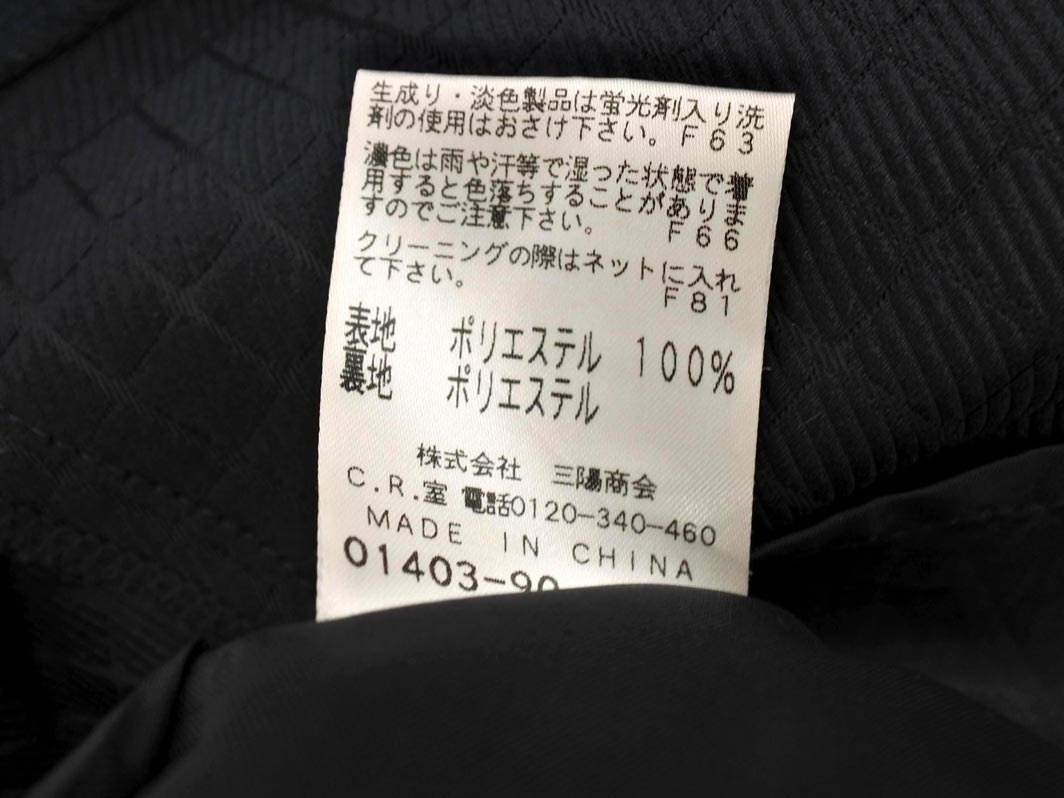 生成り・淡色製品は蛍光剤入り洗
剤の使用はおさけ下さい。F63
濃色は雨や汗等で湿った状態で着
用すると色落ちすることがありま
すのでご注意下さい。 F66
クリーニングの際はネットに入れ
て下さい。 F81
表地 ポリエステル 100%
裏地 ポリエステル
株式会社 三陽商会
C.R.室 電話0120-340-460
MADE IN CHINA
01403-90